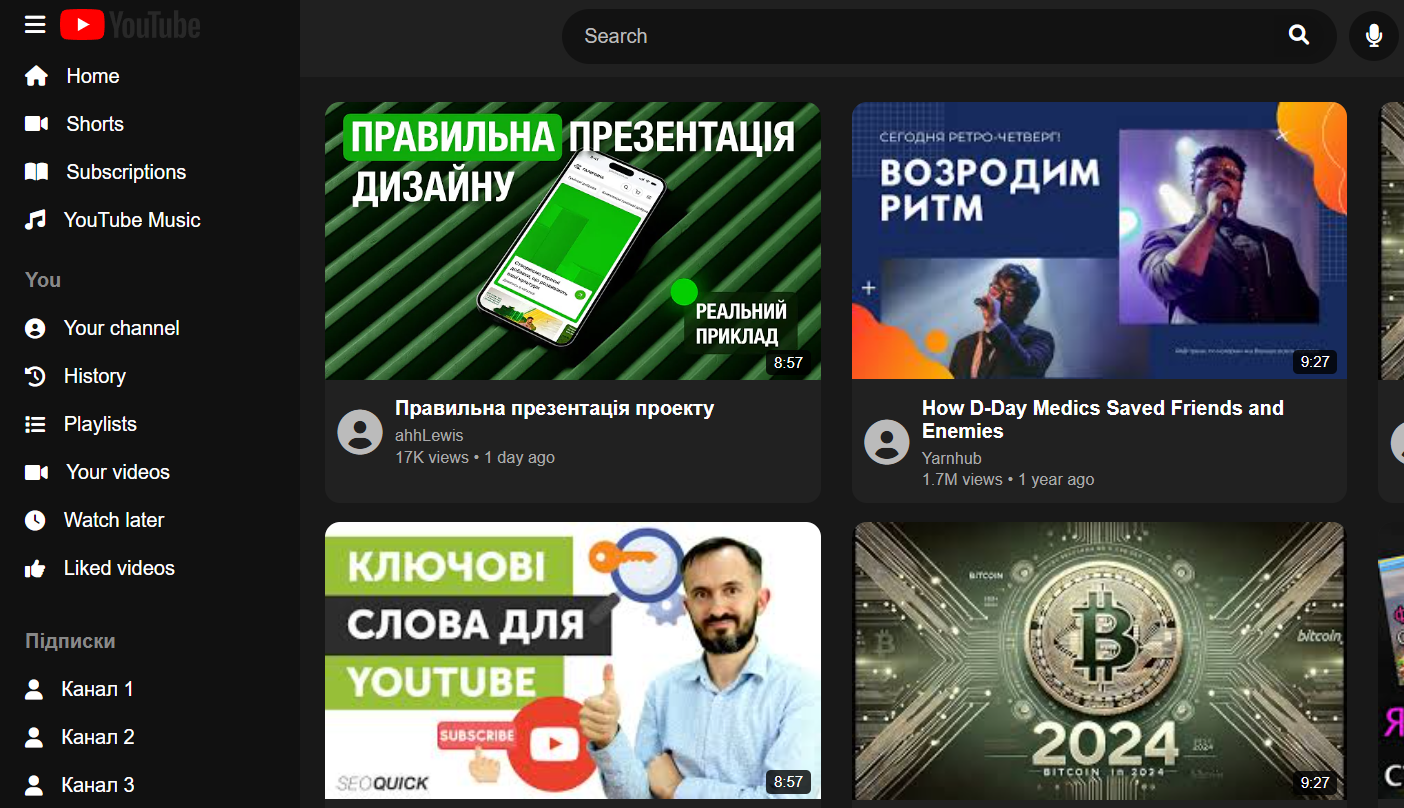 YouTube
Search
Home
Shorts
Subscriptions
YouTube Music
You
Your channel
History
Playlists
Your videos
Watch later
Liked videos
Підписки
Канал 1
Канал 2
Канал 3
ПРАВИЛЬНА ПРЕЗЕНТАЦІЯ
ДИЗАЙНУ
РЕАЛЬНИЙ
ПРИКЛАД
8:57
Правильна презентація проекту
ahhLewis
17K views • 1 day ago
СЕГОДНЯ РЕТРО-ЧЕТВЕРГ!
ВОЗРОДИМ
РИТМ
9:27
How D-Day Medics Saved Friends and
Enemies
Yarnhub
1.7M views • 1 year ago
КЛЮЧОВІ
СЛОВА ДЛЯ
YOUTUBE
SUBSCRIBE
SEOQUICK
8:57
BITCOIN
bitcoin
2024
BITCOIN in 2024
9:27